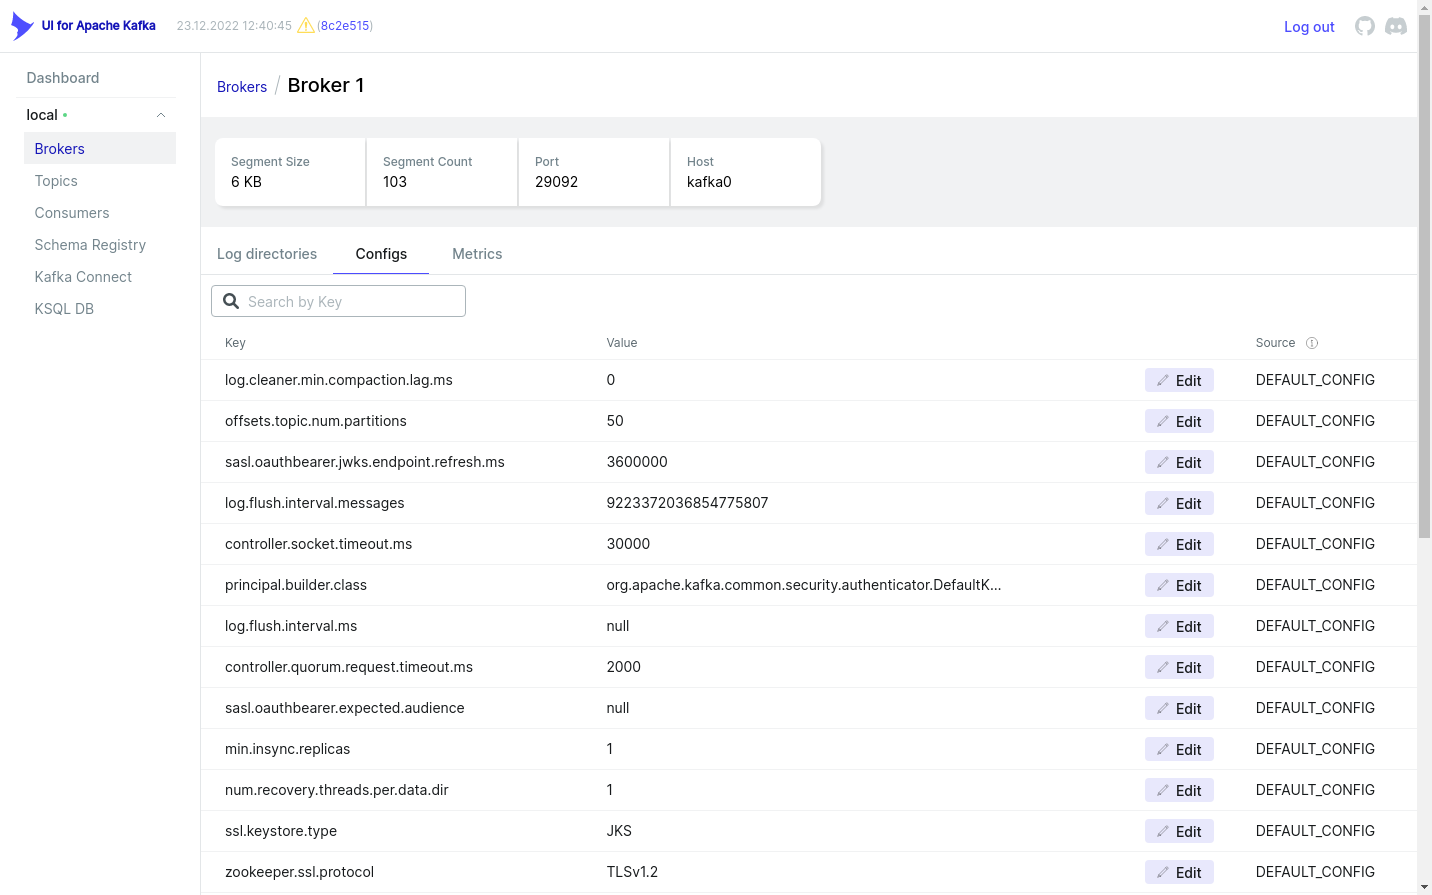 UI for Apache Kafka 23.12.2022 12:40:45 (8c2e515) Log out
Dashboard
local
Brokers
Topics
Consumers
Schema Registry
Kafka Connect
KSQL DB
Brokers / Broker 1
Segment Size Segment Count Port Host
6 KB 103 29092 kafka0
Log directories Configs Metrics
Search by Key
Key Value Source
log.cleaner.min.compaction.lag.ms 0 Edit DEFAULT_CONFIG
offsets.topic.num.partitions 50 Edit DEFAULT_CONFIG
sasl.oauthbearer.jwks.endpoint.refresh.ms 3600000 Edit DEFAULT_CONFIG
log.flush.interval.messages 9223372036854775807 Edit DEFAULT_CONFIG
controller.socket.timeout.ms 30000 Edit DEFAULT_CONFIG
principal.builder.class org.apache.kafka.common.security.authenticator.DefaultK... Edit DEFAULT_CONFIG
log.flush.interval.ms null Edit DEFAULT_CONFIG
controller.quorum.request.timeout.ms 2000 Edit DEFAULT_CONFIG
sasl.oauthbearer.expected.audience null Edit DEFAULT_CONFIG
min.insync.replicas 1 Edit DEFAULT_CONFIG
num.recovery.threads.per.data.dir 1 Edit DEFAULT_CONFIG
ssl.keystore.type JKS Edit DEFAULT_CONFIG
zookeeper.ssl.protocol TLSv1.2 Edit DEFAULT_CONFIG